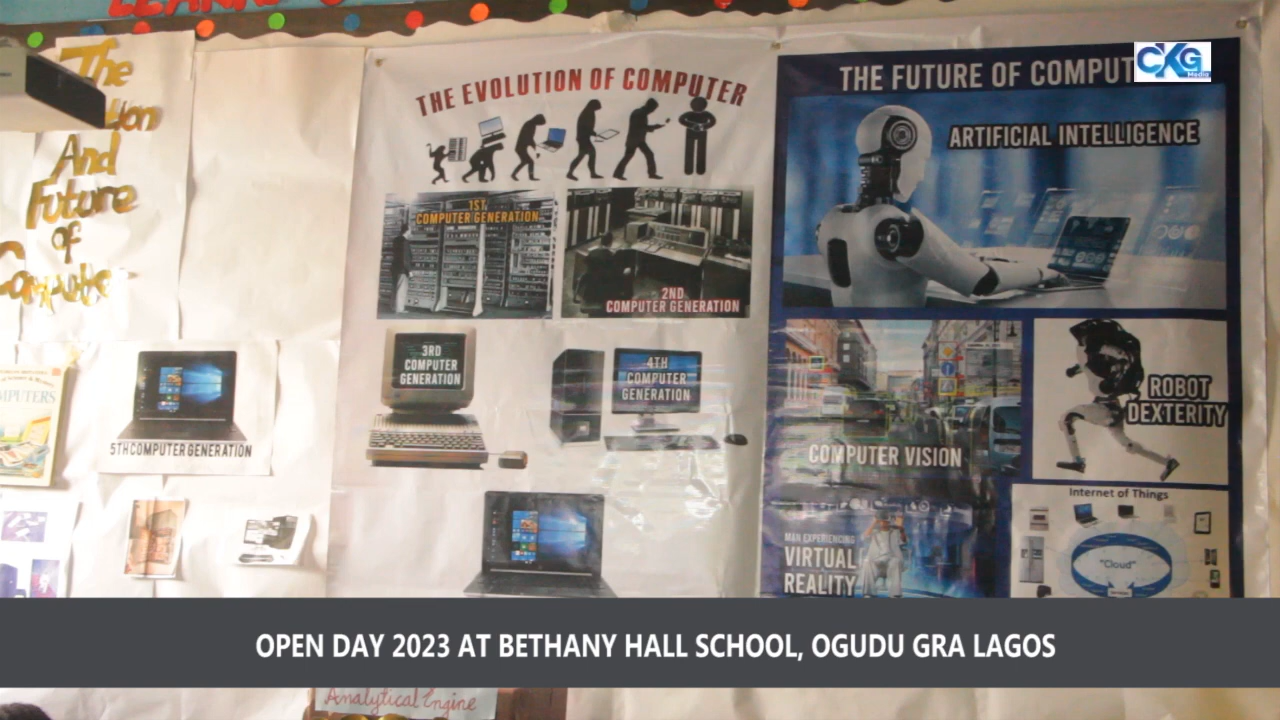 The
And
Future
of
THE EVOLUTION OF COMPUTER
1ST
COMPUTER GENERATION
2ND
COMPUTER GENERATION
3RD
COMPUTER
GENERATION
4TH
COMPUTER
GENERATION
5TH COMPUTER GENERATION
THE FUTURE OF
CKG
Media
ARTIFICIAL INTELLIGENCE
COMPUTER VISION
ROBOT
DEXTERITY
MAN EXPERIENCING
VIRTUAL
REALITY
Internet of Things
"Cloud"
OPEN DAY 2023 AT BETHANY HALL SCHOOL, OGUDU GRA LAGOS
Analytical Engine